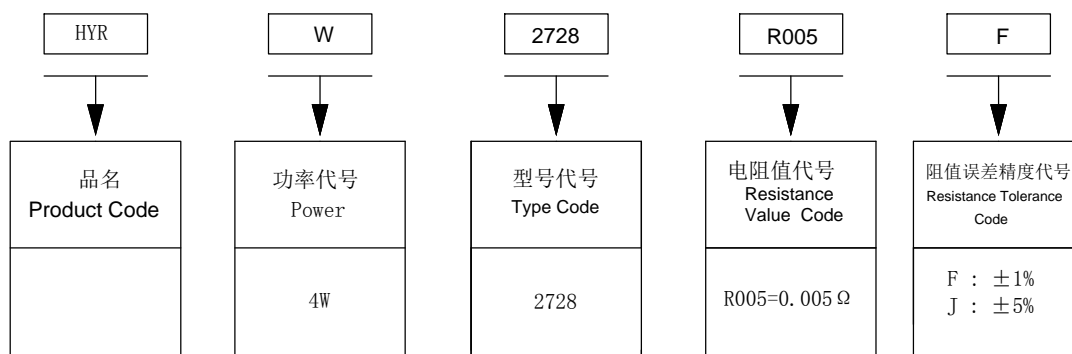 HYR
W
2728
R005
F
品名
Product Code
功率代号
Power
4W
型号代号
Type Code
2728
电阻值代号
Resistance
Value Code
R005=0.005Ω
阻值误差精度代号
Resistance Tolerance
Code
F : ±1%
J : ±5%